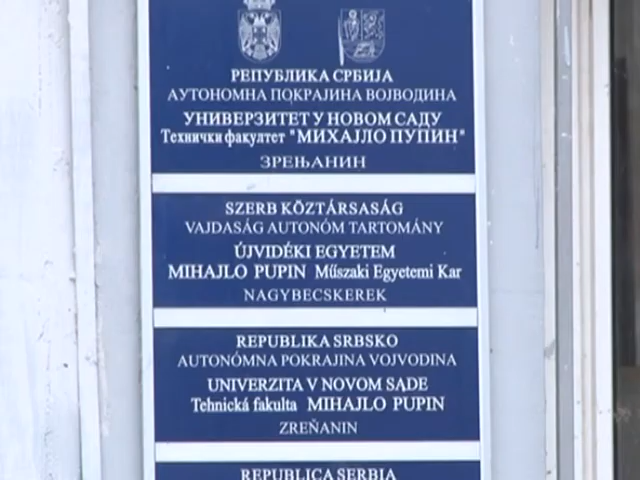 РЕПУБЛИКА СРБИЈА
АУТОНОМНА ПОКРАЈИНА ВОЈВОДИНА
УНИВЕРЗИТЕТ У НОВОМ САДУ
Технички факултет "МИХАЈЛО ПУПИН"
ЗРЕЊАНИН
SZERB KÖZTÁRSASÁG
VAJDASÁG AUTONÓM TARTOMÁNY
ÚJVIDÉKI EGYETEM
MIHAJLO PUPIN Műszaki Egyetemi Kar
NAGYBECSKEREK
REPUBLIKA SRBSKO
AUTONÓMNA POKRAJINA VOJVODINA
UNIVERZITA V NOVOM SADE
Tehnická fakulta MIHAJLO PUPIN
ZREŇANIN
REPUBLICA SERBIA